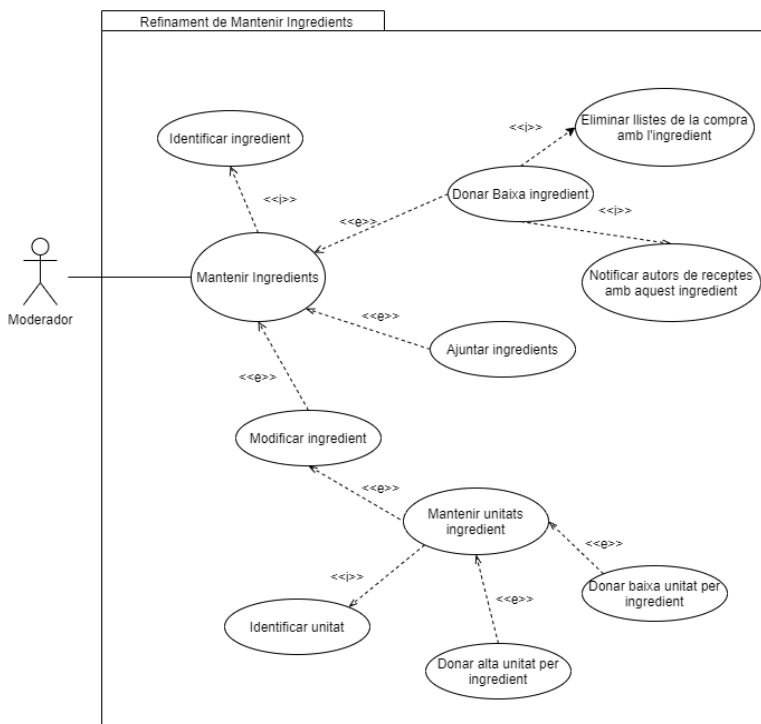 Refinament de Mantenir Ingredients
Eliminar llistes de la compra
amb l'ingredient
<<i>>
Identificar ingredient
Donar Baixa ingredient
<<i>>
<<i>>
<<e>>
Mantenir Ingredients
Notificar autors de receptes
amb aquest ingredient
Moderador
<<e>>
Ajuntar ingredients
<<e>>
Modificar ingredient
<<e>>
Mantenir unitats
ingredient
<<e>>
<<i>>
Donar baixa unitat per
ingredient
<<e>>
Identificar unitat
Donar alta unitat per
ingredient